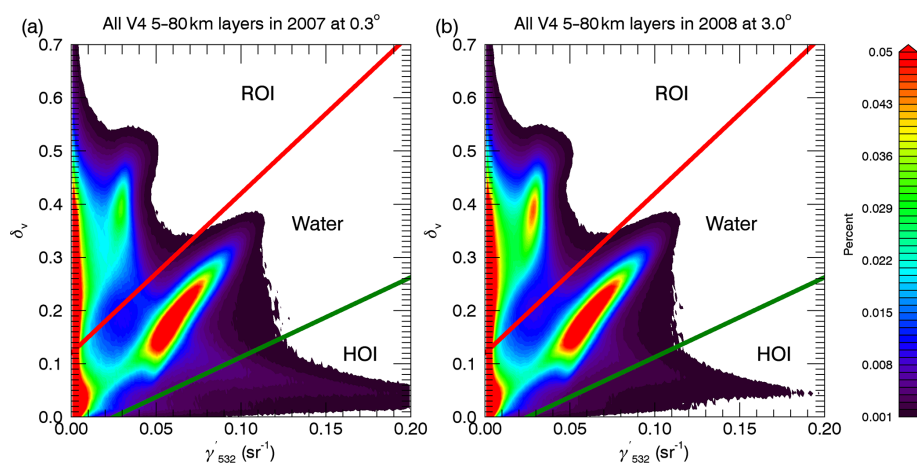 (a) All V4 5–80 km layers in 2007 at 0.3°
0.7
0.6
0.5
0.4
0.3
0.2
0.1
0.0
δv
ROI
Water
HOI
0.00 0.05 0.10 0.15 0.20
γ′532 (sr-1)
(b) All V4 5–80 km layers in 2008 at 3.0°
0.7
0.6
0.5
0.4
0.3
0.2
0.1
0.0
δv
ROI
Water
HOI
0.00 0.05 0.10 0.15 0.20
γ′532 (sr-1)
0.05
0.043
0.036
0.029
0.022
0.015
0.008
0.001
Percent